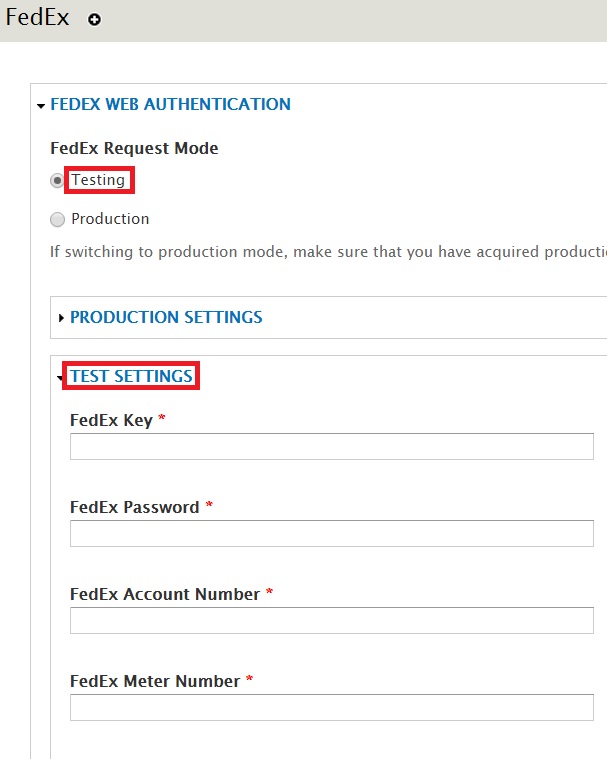 FedEx
FEDEX WEB AUTHENTICATION
FedEx Request Mode
Testing
Production
If switching to production mode, make sure that you have acquired producti
PRODUCTION SETTINGS
TEST SETTINGS
FedEx Key *
FedEx Password *
FedEx Account Number *
FedEx Meter Number *